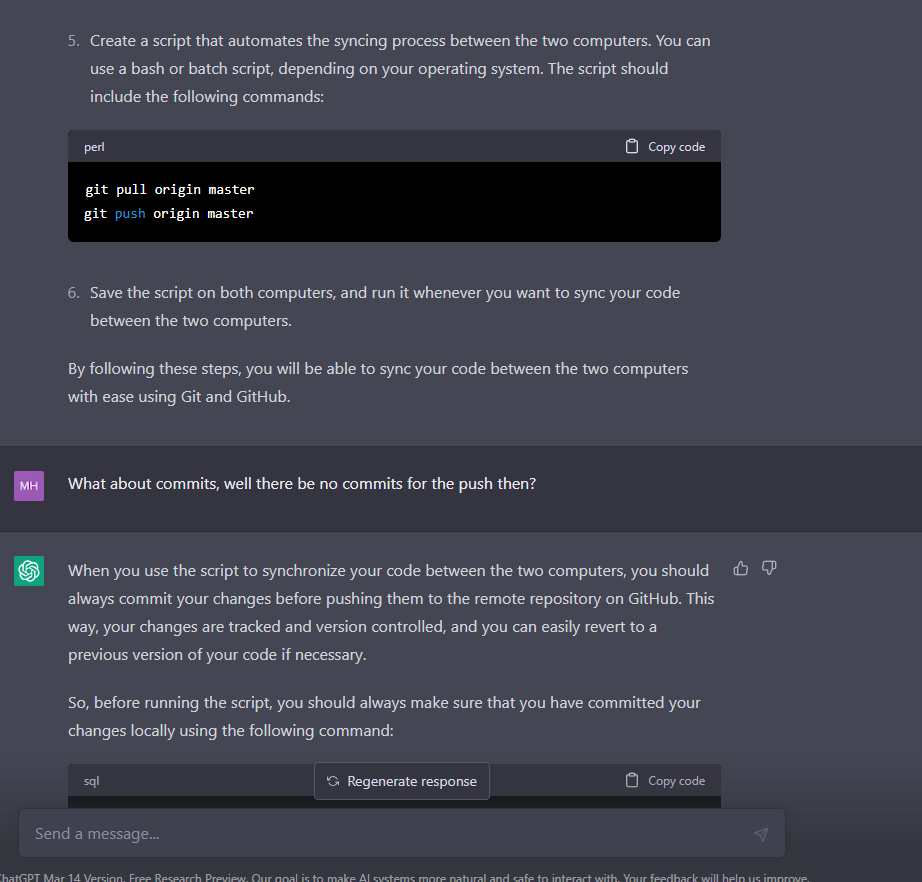 5. Create a script that automates the syncing process between the two computers. You can
use a bash or batch script, depending on your operating system. The script should
include the following commands:
perl
Copy code
git pull origin master
git push origin master
6. Save the script on both computers, and run it whenever you want to sync your code
between the two computers.
By following these steps, you will be able to sync your code between the two computers
with ease using Git and GitHub.
MH
What about commits, well there be no commits for the push then?
When you use the script to synchronize your code between the two computers, you should
always commit your changes before pushing them to the remote repository on GitHub. This
way, your changes are tracked and version controlled, and you can easily revert to a
previous version of your code if necessary.
So, before running the script, you should always make sure that you have committed your
changes locally using the following command:
sql
Regenerate response
Copy code
Send a message...
hatGPT Mar 14 Version. Free Research Preview. Our goal is to make AI systems more natural and safe to interact with. Your feedback will help us improve.